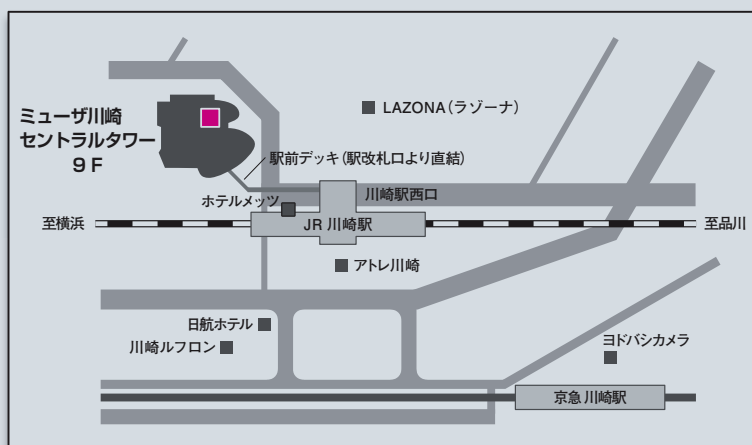 LAZONA（ラゾーナ）
ミューザ川崎
セントラルタワー
9F
駅前デッキ（駅改札口より直結）
川崎駅西口
ホテルメッツ
至横浜
JR 川崎駅
至品川
アトレ川崎
日航ホテル
川崎ルフロン
ヨドバシカメラ
京急川崎駅